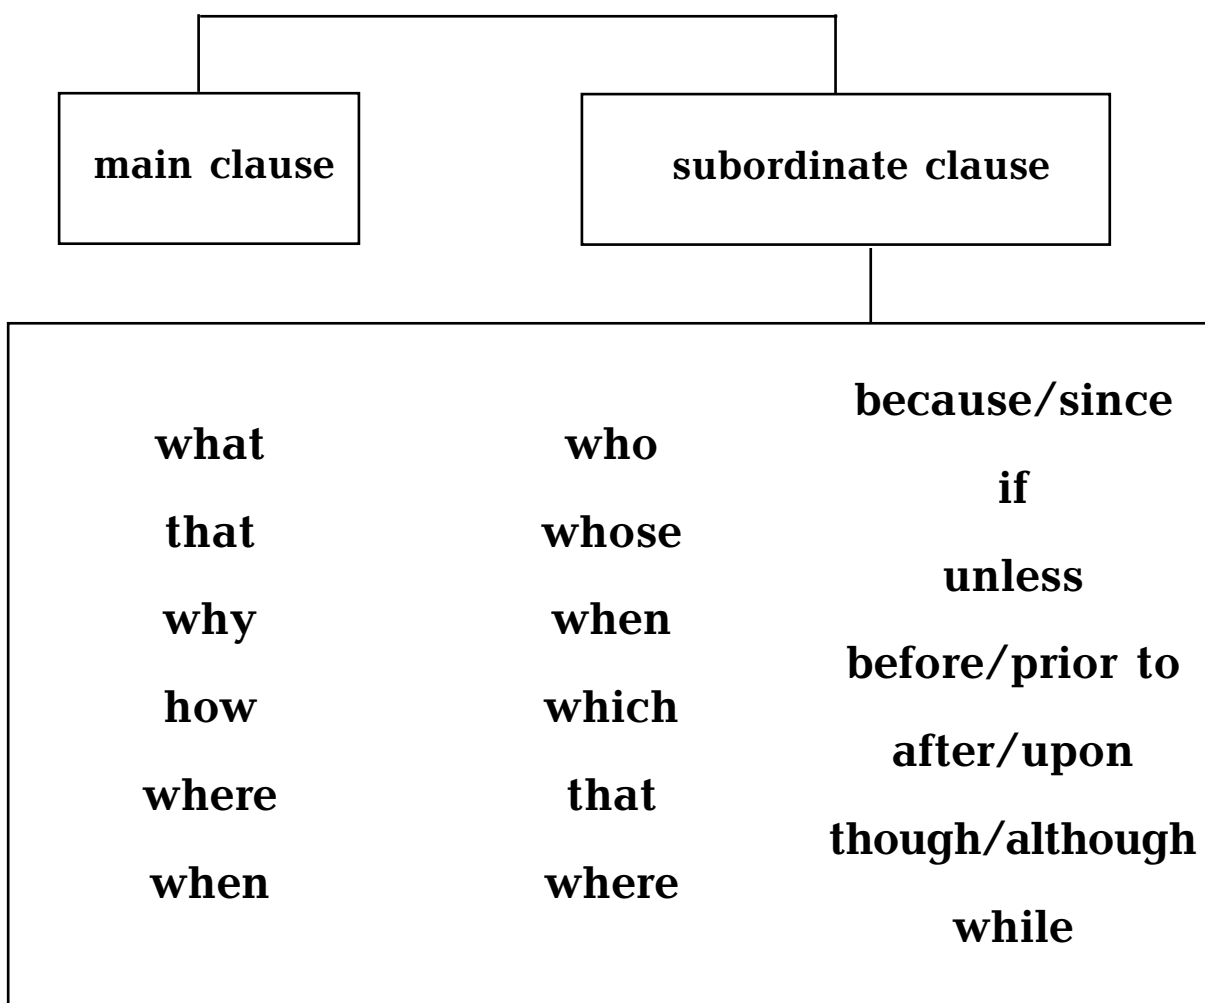 main clause
subordinate clause
what
that
why
how
where
when
who
whose
when
which
that
where
because/since
if
unless
before/prior to
after/upon
though/although
while